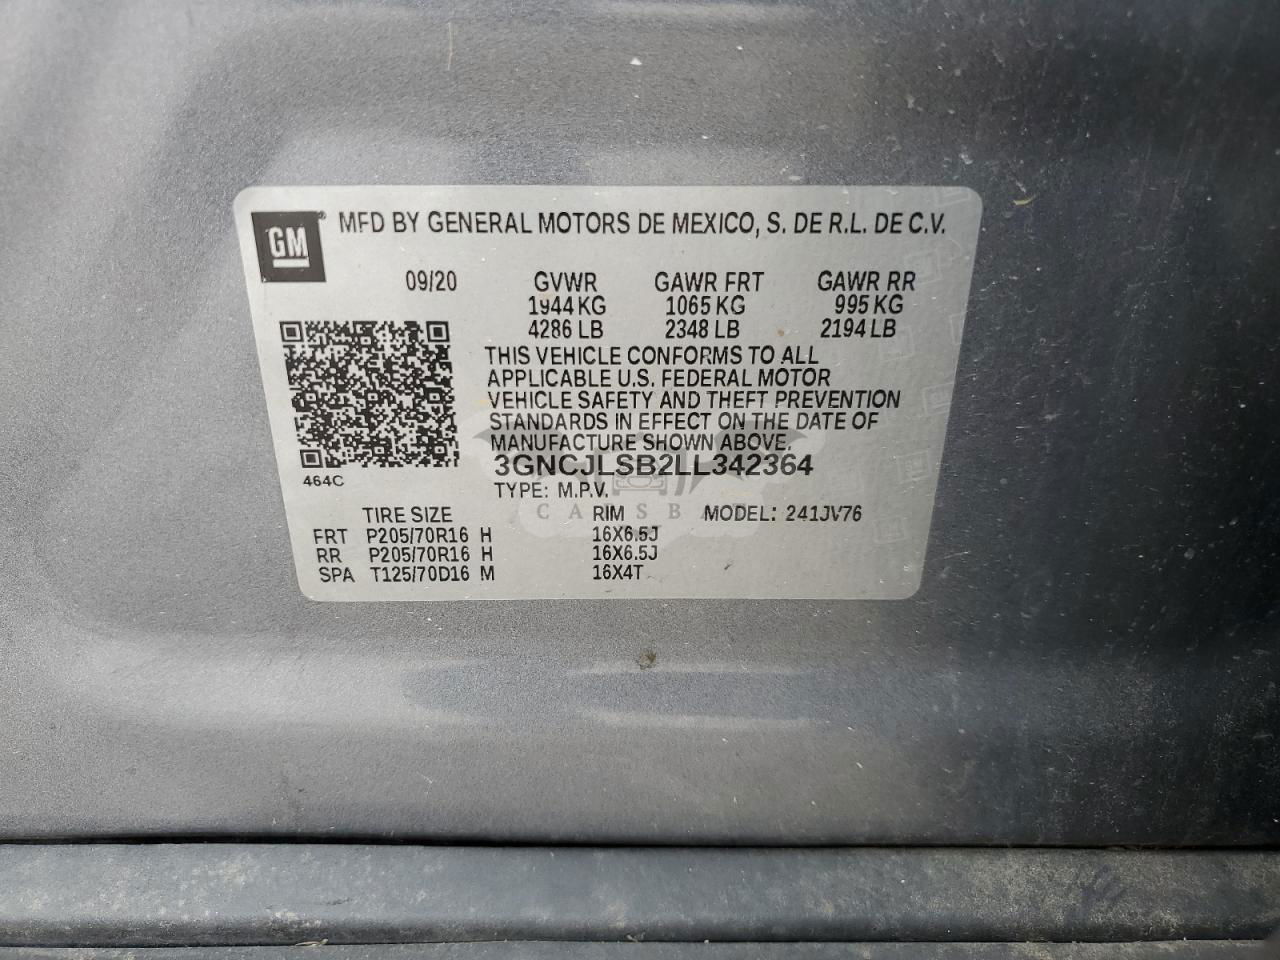 GM® MFD BY GENERAL MOTORS DE MEXICO, S. DE R.L. DE C.V.
09/20 GVWR GAWR FRT GAWR RR
1944 KG 1065 KG 995 KG
4286 LB 2348 LB 2194 LB
THIS VEHICLE CONFORMS TO ALL
APPLICABLE U.S. FEDERAL MOTOR
VEHICLE SAFETY AND THEFT PREVENTION
STANDARDS IN EFFECT ON THE DATE OF
MANUFACTURE SHOWN ABOVE.
3GNCJLSB2LL342364
464C
TYPE: M.P.V.
TIRE SIZE RIM MODEL: 241JV76
FRT P205/70R16 H 16X6.5J
RR P205/70R16 H 16X6.5J
SPA T125/70D16 M 16X4T